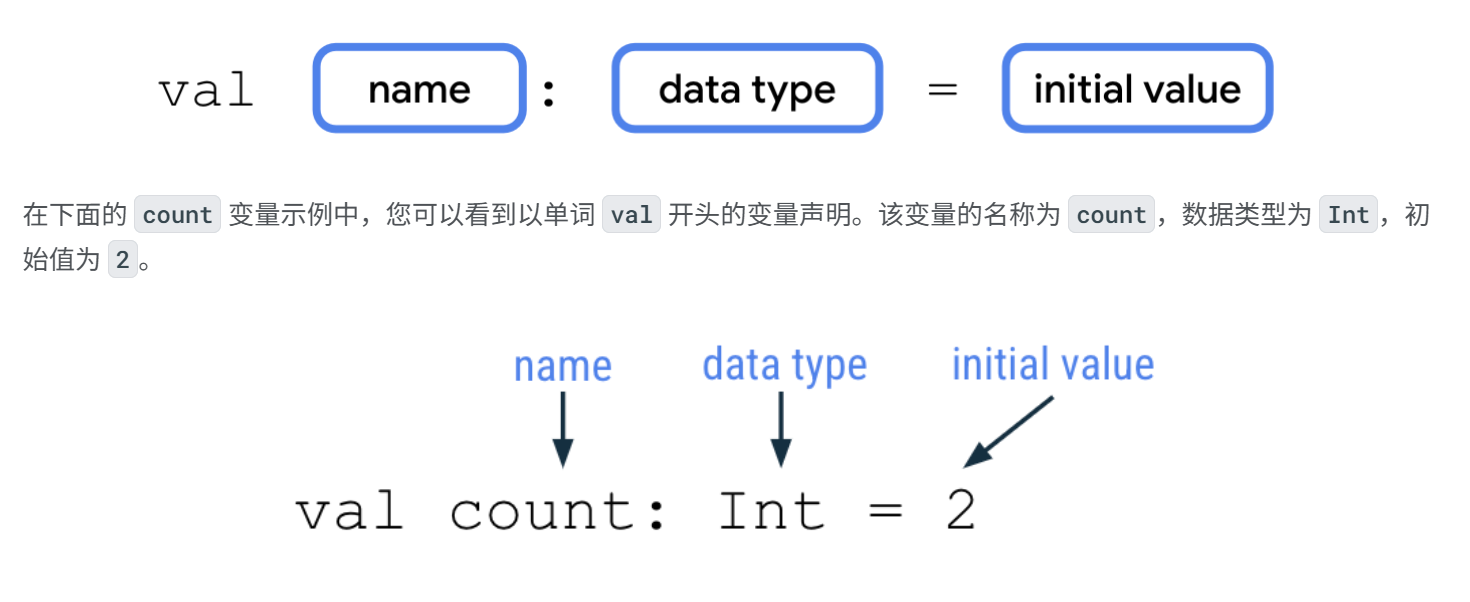 val name : data type = initial value
在下面的 count 变量示例中，您可以看到以单词 val 开头的变量声明。该变量的名称为 count，数据类型为 Int，初
始值为 2。
name data type initial value
val count: Int = 2